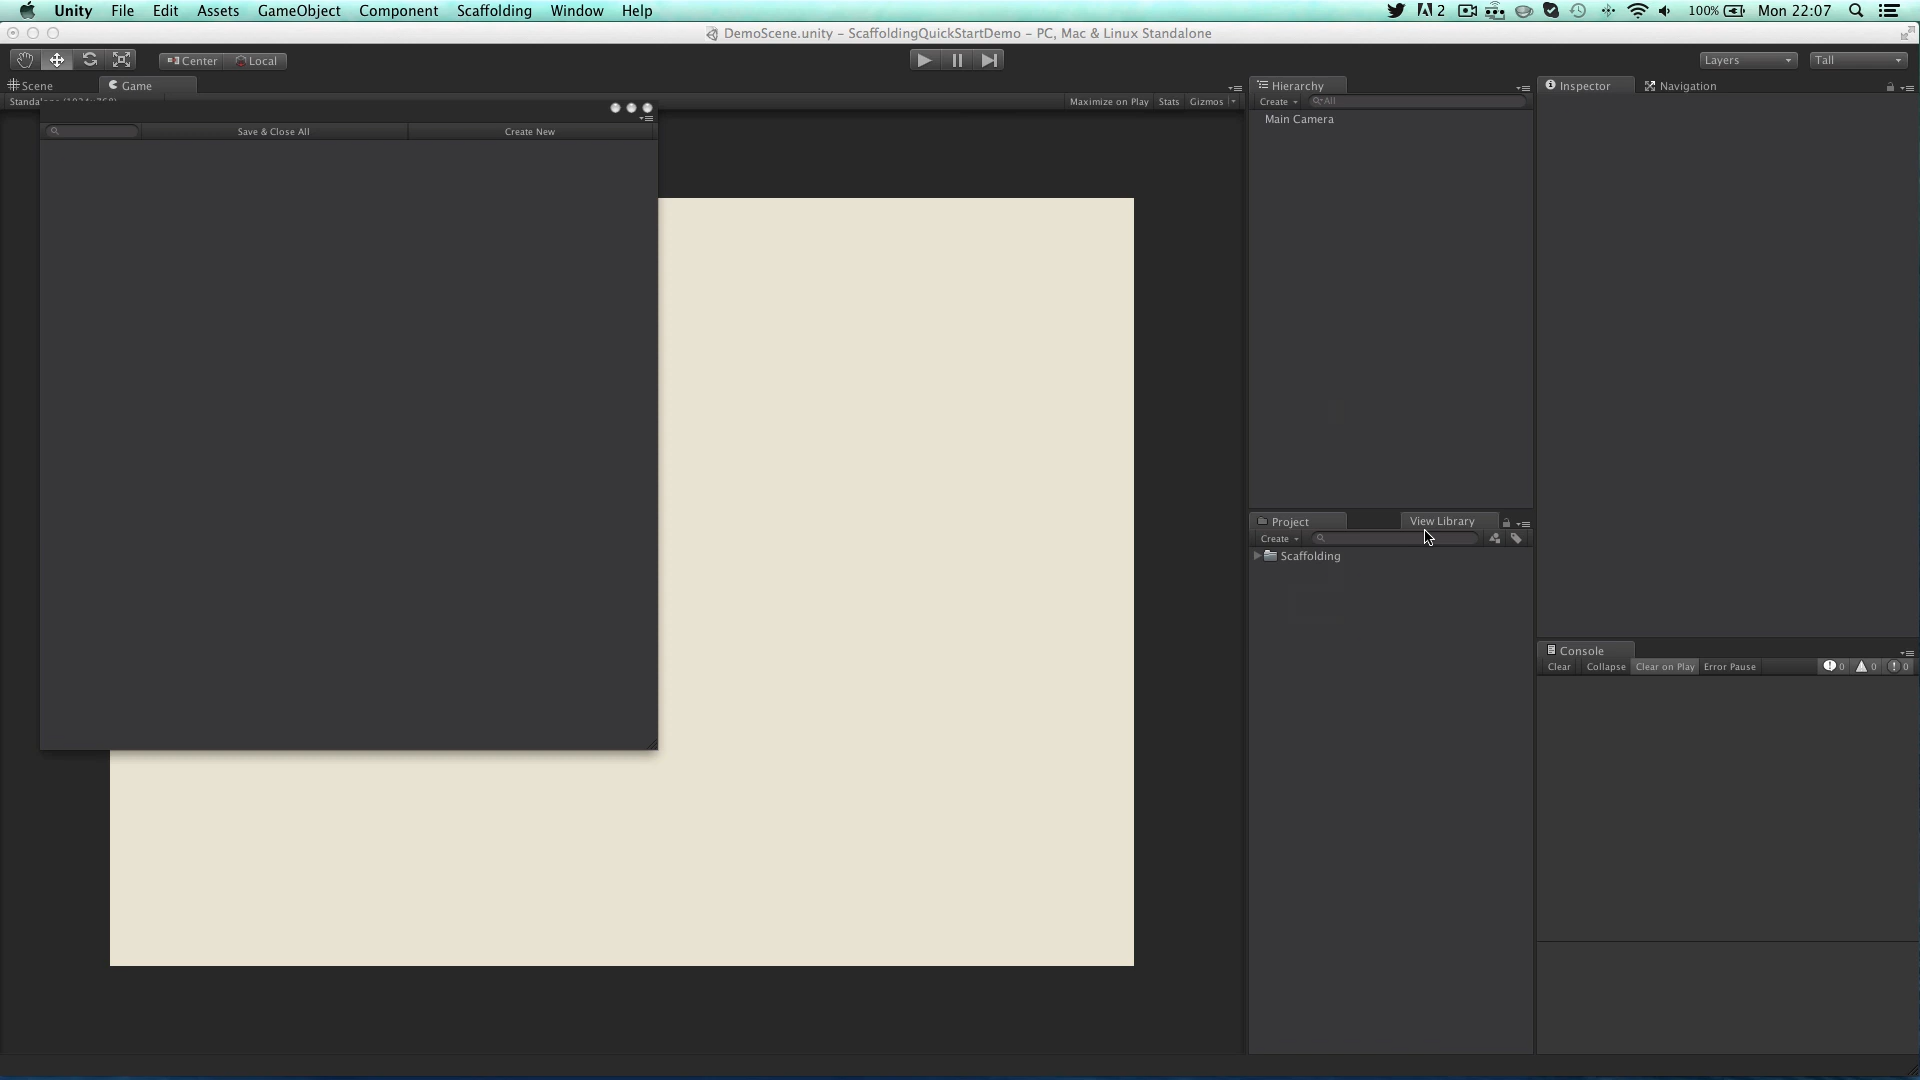 Unity File Edit Assets GameObject Component Scaffolding Window Help 2 100% Mon 22:07
DemoScene.unity - ScaffoldingQuickStartDemo - PC, Mac & Linux Standalone
Center Local Layers Tall
Scene Game Hierarchy Inspector Navigation
Maximize on Play Stats Gizmos Create All
Main Camera
Save & Close All Create New
Project View Library
Create
Scaffolding
Console
Clear Collapse Clear on Play Error Pause 0 0 0